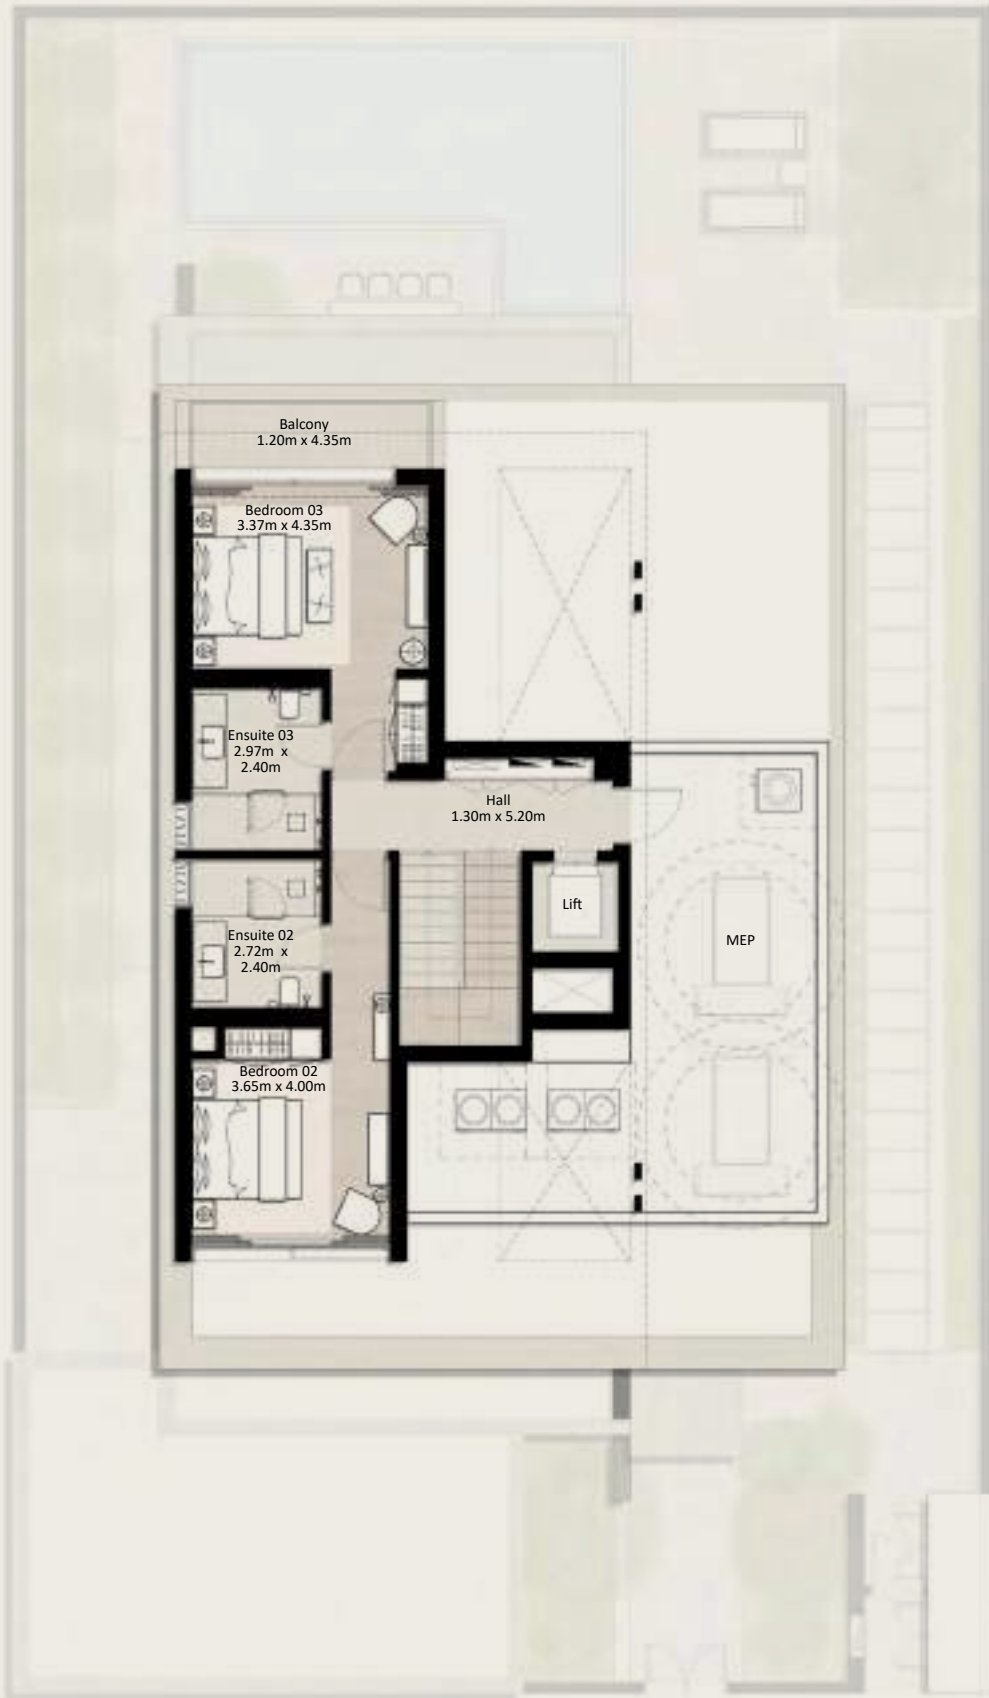 Balcony
1.20m x 4.35m
Bedroom 03
3.37m x 4.35m
Ensuite 03
2.97m x
2.40m
Hall
1.30m x 5.20m
Lift
Ensuite 02
2.72m x
2.40m
MEP
Bedroom 02
3.65m x 4.00m